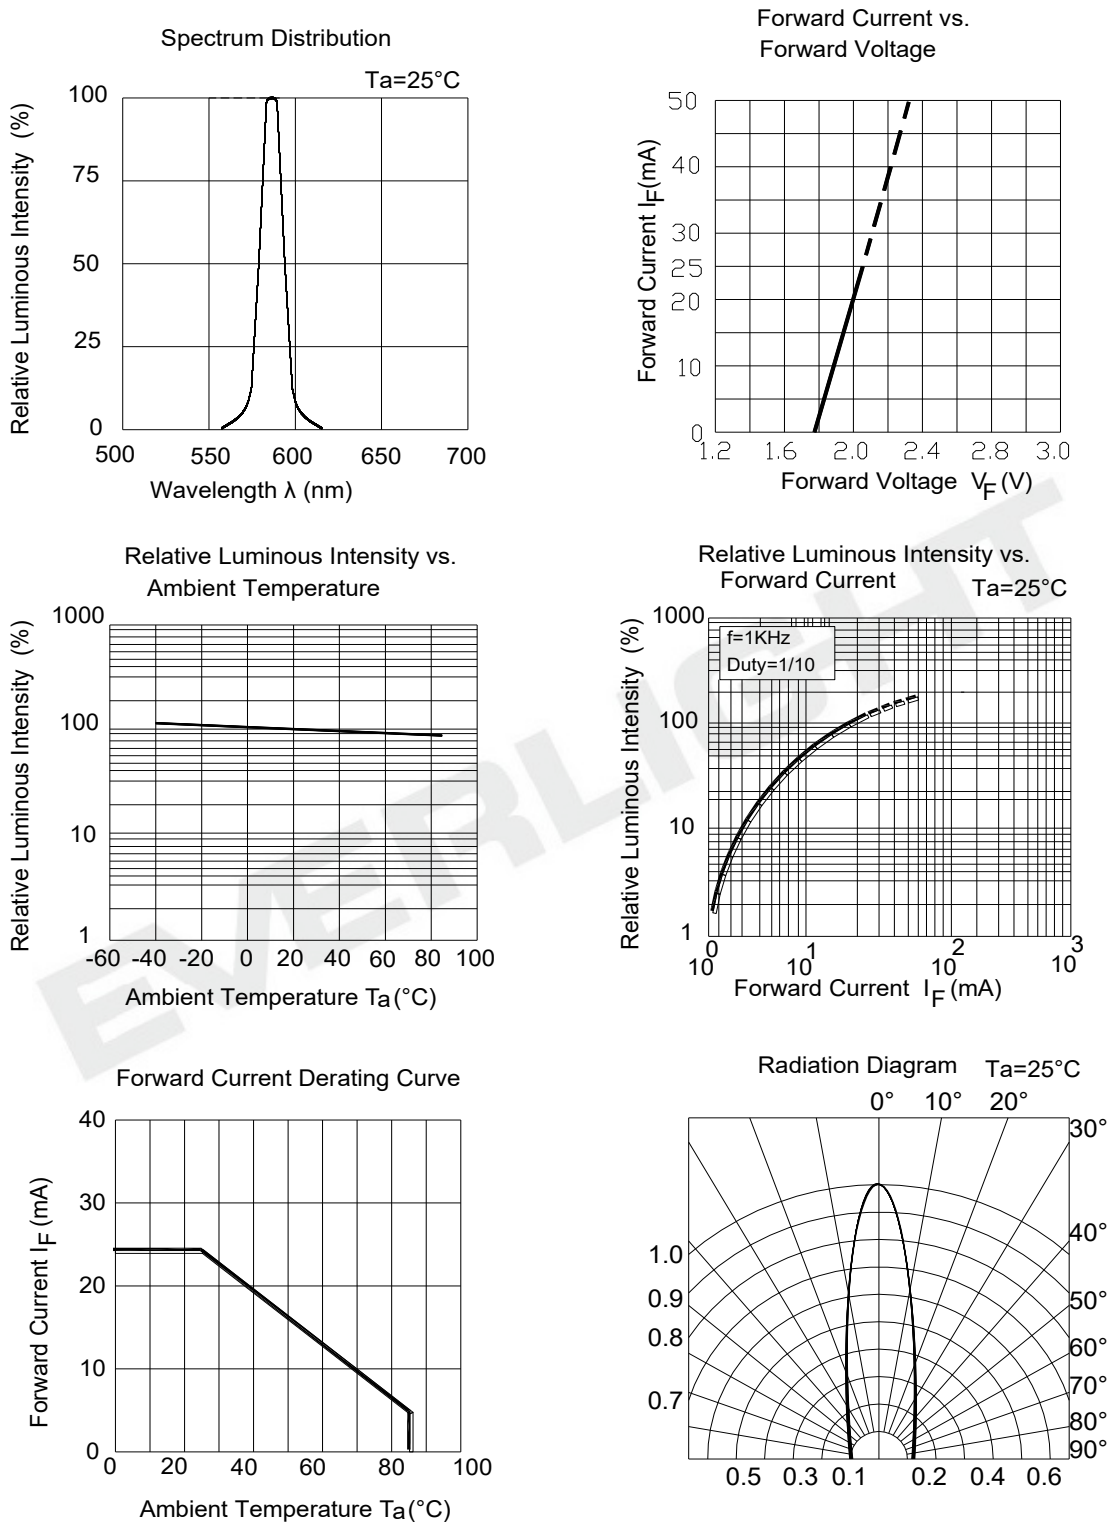 Spectrum Distribution
Ta=25°C
Relative Luminous Intensity (%)
100
75
50
25
0
500 550 600 650 700
Wavelength λ (nm)
Forward Current vs.
Forward Voltage
Forward Current IF(mA)
50
40
30
25
20
10
0
1.2 1.6 2.0 2.4 2.8 3.0
Forward Voltage VF(V)
Relative Luminous Intensity vs.
Ambient Temperature
Relative Luminous Intensity (%)
1000
100
10
1
-60 -40 -20 0 20 40 60 80 100
Ambient Temperature Ta(°C)
Relative Luminous Intensity vs.
Forward Current
Ta=25°C
f=1KHz
Duty=1/10
Relative Luminous Intensity (%)
1000
100
10
1
10⁰ 10¹ 10² 10³
Forward Current IF(mA)
Forward Current Derating Curve
Forward Current IF(mA)
40
30
20
10
0
0 20 40 60 80 100
Ambient Temperature Ta(°C)
Radiation Diagram
Ta=25°C
0° 10° 20°
30°
40°
50°
60°
70°
80°
90°
1.0
0.9
0.8
0.7
0.5 0.3 0.1 0.2 0.4 0.6
EVERLIGHT